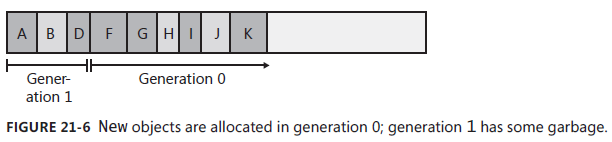 A B D F G H I J K
Gener-
ation 1
Generation 0
FIGURE 21-6 New objects are allocated in generation 0; generation 1 has some garbage.